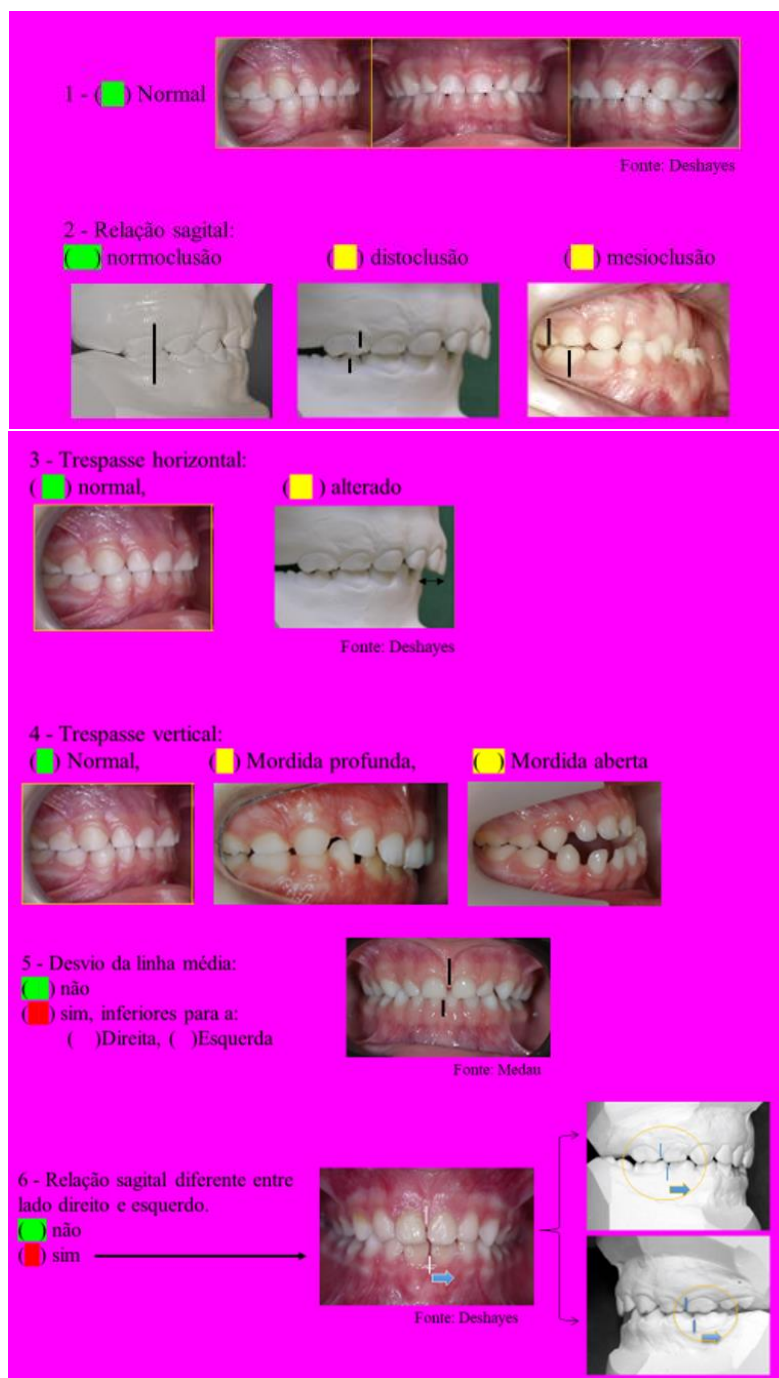 1 - ( ) Normal
Fonte: Deshayes
2 - Relação sagital:
( ) normoclusão ( ) distoclusão ( ) mesioclusão
3 - Trespasse horizontal:
( ) normal, ( ) alterado
Fonte: Deshayes
4 - Trespasse vertical:
( ) Normal, ( ) Mordida profunda, ( ) Mordida aberta
5 - Desvio da linha média:
( ) não
( ) sim, inferiores para a:
( )Direita, ( )Esquerda
Fonte: Medau
6 - Relação sagital diferente entre
lado direito e esquerdo.
( ) não
( ) sim
Fonte: Deshayes